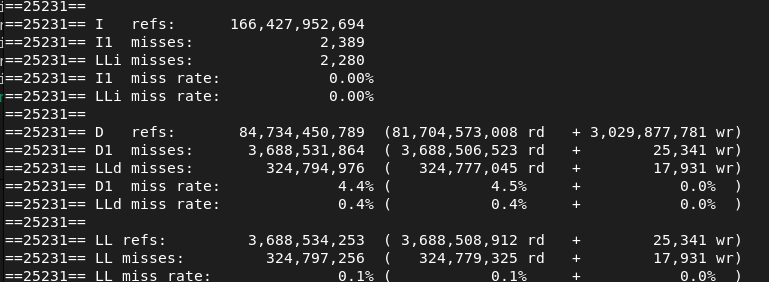 ==25231==
==25231== I   refs:      166,427,952,694
==25231== I1  misses:              2,389
==25231== LLi misses:              2,280
==25231== I1  miss rate:            0.00%
==25231== LLi miss rate:            0.00%
==25231==
==25231== D   refs:       84,734,450,789  (81,704,573,008 rd   + 3,029,877,781 wr)
==25231== D1  misses:      3,688,531,864  ( 3,688,506,523 rd   +        25,341 wr)
==25231== LLd misses:        324,794,976  (   324,777,045 rd   +        17,931 wr)
==25231== D1  miss rate:             4.4% (           4.5%     +           0.0%  )
==25231== LLd miss rate:             0.4% (           0.4%     +           0.0%  )
==25231==
==25231== LL refs:         3,688,534,253  ( 3,688,508,912 rd   +        25,341 wr)
==25231== LL misses:         324,797,256  (   324,779,325 rd   +        17,931 wr)
==25231== LL miss rate:              0.1% (           0.1%     +           0.0%  )